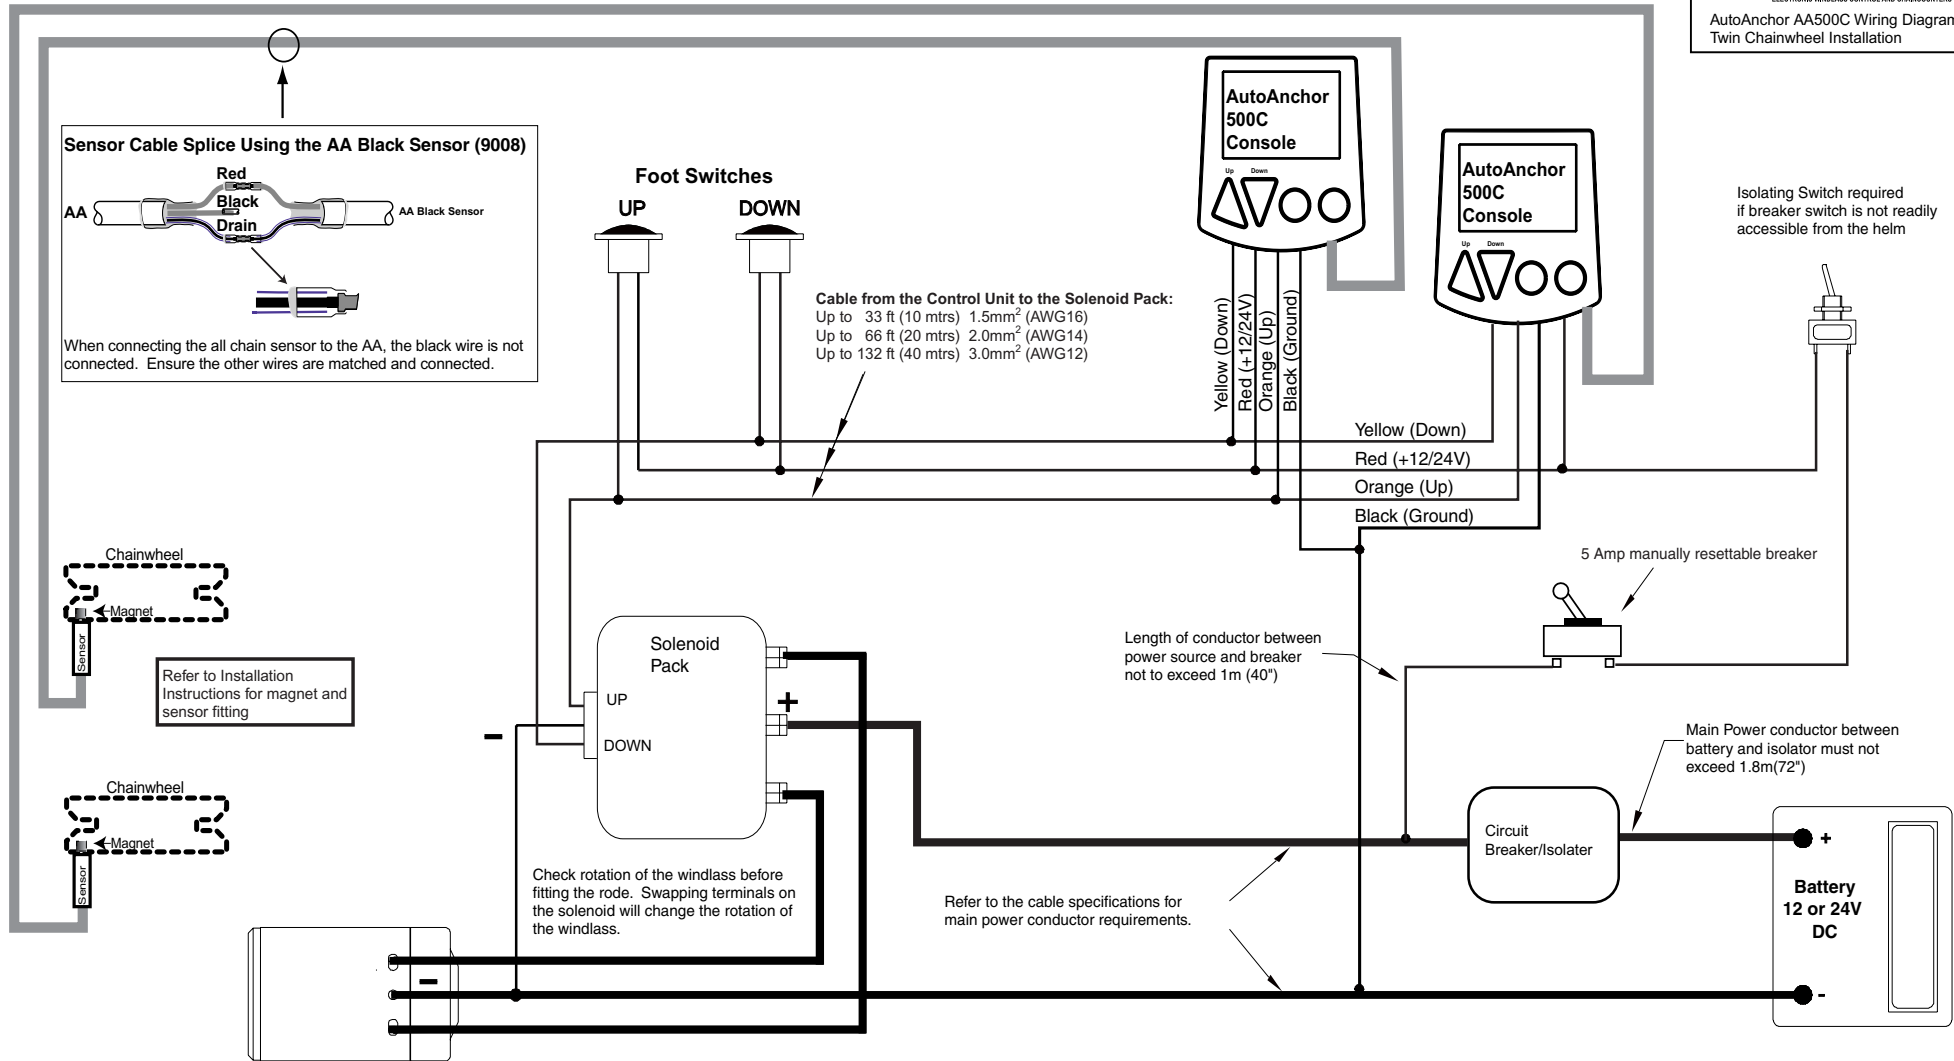 AutoAnchor AA500C Wiring Diagram
Twin Chainwheel Installation
Sensor Cable Splice Using the AA Black Sensor (9008)
Red
Black
Drain
AA
AA Black Sensor
When connecting the all chain sensor to the AA, the black wire is not
connected. Ensure the other wires are matched and connected.
Foot Switches
UP
DOWN
Cable from the Control Unit to the Solenoid Pack:
Up to 33 ft (10 mtrs) 1.5mm² (AWG16)
Up to 66 ft (20 mtrs) 2.0mm² (AWG14)
Up to 132 ft (40 mtrs) 3.0mm² (AWG12)
AutoAnchor
500C
Console
Up
Down
AutoAnchor
500C
Console
Up
Down
Isolating Switch required
if breaker switch is not readily
accessible from the helm
Yellow (Down)
Red (+12/24V)
Orange (Up)
Black (Ground)
Yellow (Down)
Red (+12/24V)
Orange (Up)
Black (Ground)
Chainwheel
Magnet
Sensor
Refer to Installation
Instructions for magnet and
sensor fitting
Chainwheel
Magnet
Sensor
Solenoid
Pack
UP
DOWN
+
-
Check rotation of the windlass before
fitting the rode. Swapping terminals on
the solenoid will change the rotation of
the windlass.
-
Length of conductor between
power source and breaker
not to exceed 1m (40")
5 Amp manually resettable breaker
Main Power conductor between
battery and isolator must not
exceed 1.8m(72")
Circuit
Breaker/Isolater
Refer to the cable specifications for
main power conductor requirements.
+
Battery
12 or 24V
DC
-